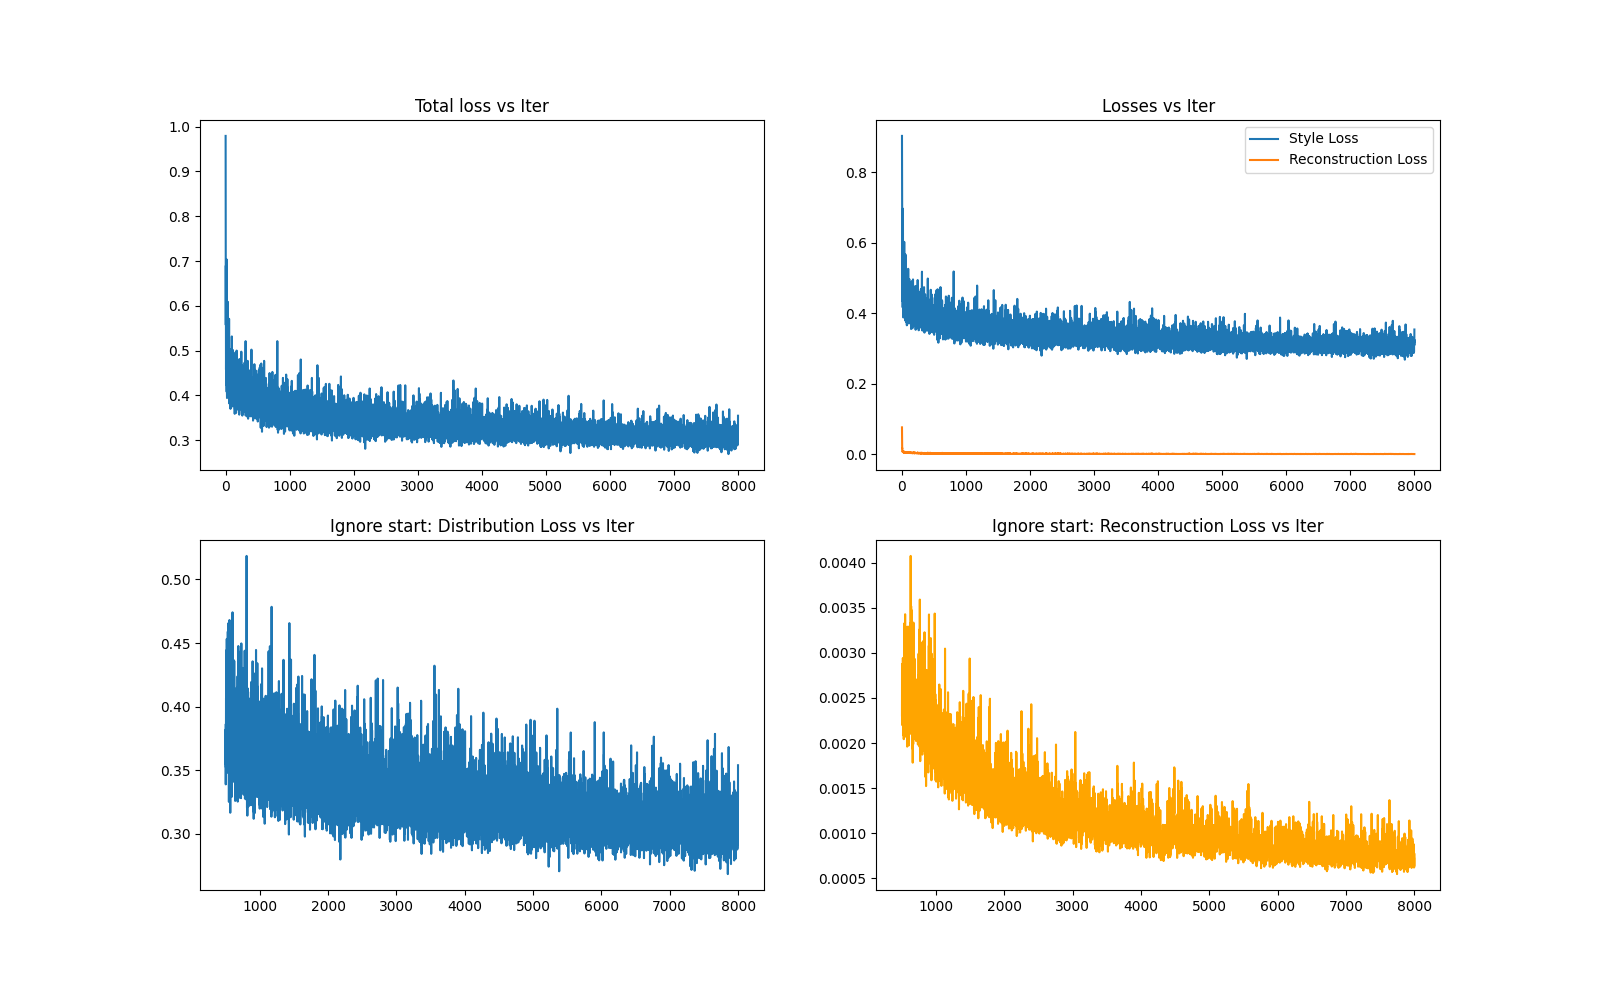 Total loss vs Iter
1.0
0.9
0.8
0.7
0.6
0.5
0.4
0.3
0 1000 2000 3000 4000 5000 6000 7000 8000
Losses vs Iter
Style Loss
Reconstruction Loss
0.8
0.6
0.4
0.2
0.0
0 1000 2000 3000 4000 5000 6000 7000 8000
Ignore start: Distribution Loss vs Iter
0.50
0.45
0.40
0.35
0.30
1000 2000 3000 4000 5000 6000 7000 8000
Ignore start: Reconstruction Loss vs Iter
0.0040
0.0035
0.0030
0.0025
0.0020
0.0015
0.0010
0.0005
1000 2000 3000 4000 5000 6000 7000 8000